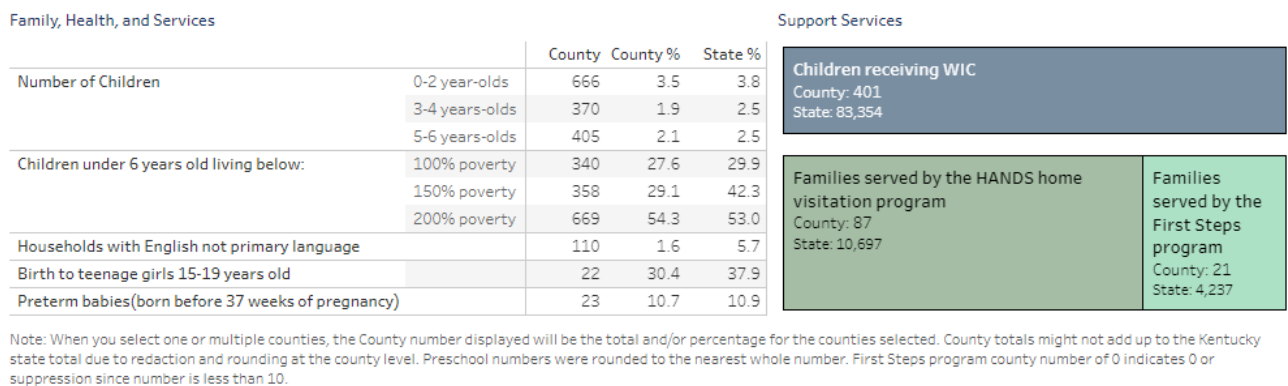 Family, Health, and Services
County County % State %
Number of Children 0-2 year-olds 666 3.5 3.8
3-4 years-olds 370 1.9 2.5
5-6 years-olds 405 2.1 2.5
Children under 6 years old living below: 100% poverty 340 27.6 29.9
150% poverty 358 29.1 42.3
200% poverty 669 54.3 53.0
Households with English not primary language 110 1.6 5.7
Birth to teenage girls 15-19 years old 22 30.4 37.9
Preterm babies(born before 37 weeks of pregnancy) 23 10.7 10.9
Support Services
Children receiving WIC
County: 401
State: 83,354
Families served by the HANDS home
visitation program
County: 87
State: 10,697
Families
served by the
First Steps
program
County: 21
State: 4,237
Note: When you select one or multiple counties, the County number displayed will be the total and/or percentage for the counties selected. County totals might not add up to the Kentucky
state total due to redaction and rounding at the county level. Preschool numbers were rounded to the nearest whole number. First Steps program county number of 0 indicates 0 or
suppression since number is less than 10.